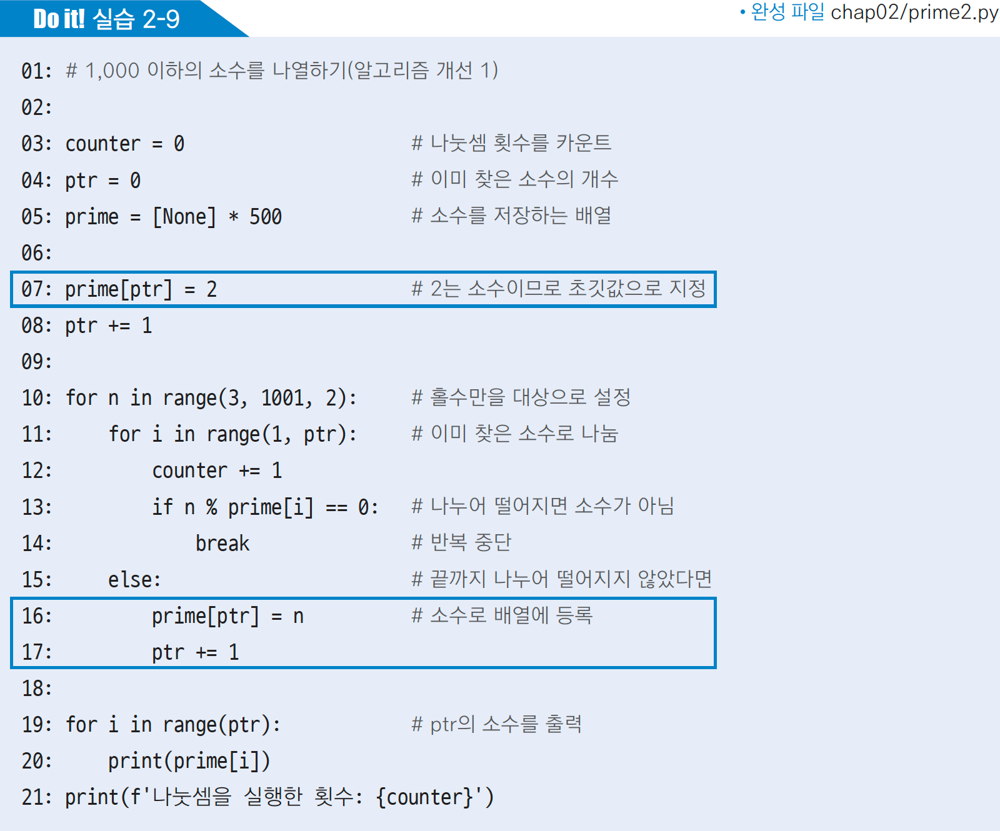 Do it! 실습 2-9
• 완성 파일 chap02/prime2.py
01: # 1,000 이하의 소수를 나열하기(알고리즘 개선 1)
02:
03: counter = 0 # 나눗셈 횟수를 카운트
04: ptr = 0 # 이미 찾은 소수의 개수
05: prime = [None] * 500 # 소수를 저장하는 배열
06:
07: prime[ptr] = 2 # 2는 소수이므로 초깃값으로 지정
08: ptr += 1
09:
10: for n in range(3, 1001, 2): # 홀수만을 대상으로 설정
11:     for i in range(1, ptr): # 이미 찾은 소수로 나눔
12:         counter += 1
13:         if n % prime[i] == 0: # 나누어 떨어지면 소수가 아님
14:             break # 반복 중단
15:     else: # 끝까지 나누어 떨어지지 않았다면
16:         prime[ptr] = n # 소수로 배열에 등록
17:         ptr += 1
18:
19: for i in range(ptr): # ptr의 소수를 출력
20:     print(prime[i])
21: print(f'나눗셈을 실행한 횟수: {counter}')